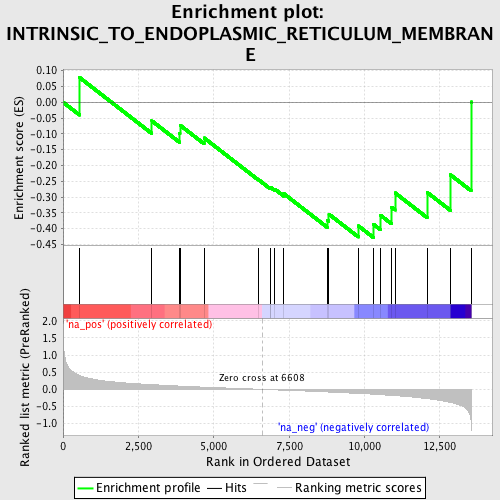 Enrichment plot:
INTRINSIC_TO_ENDOPLASMIC_RETICULUM_MEMBRAN
E
Enrichment score (ES)
0.10
0.05
0.00
-0.05
-0.10
-0.15
-0.20
-0.25
-0.30
-0.35
-0.40
-0.45
'na_pos' (positively correlated)
Ranked list metric (PreRanked)
2.0
1.5
1.0
0.5
0.0
-0.5
-1.0
Zero cross at 6608
'na_neg' (negatively correlated)
0
2,500
5,000
7,500
10,000
12,500
Rank in Ordered Dataset
Enrichment profile
Hits
Ranking metric scores